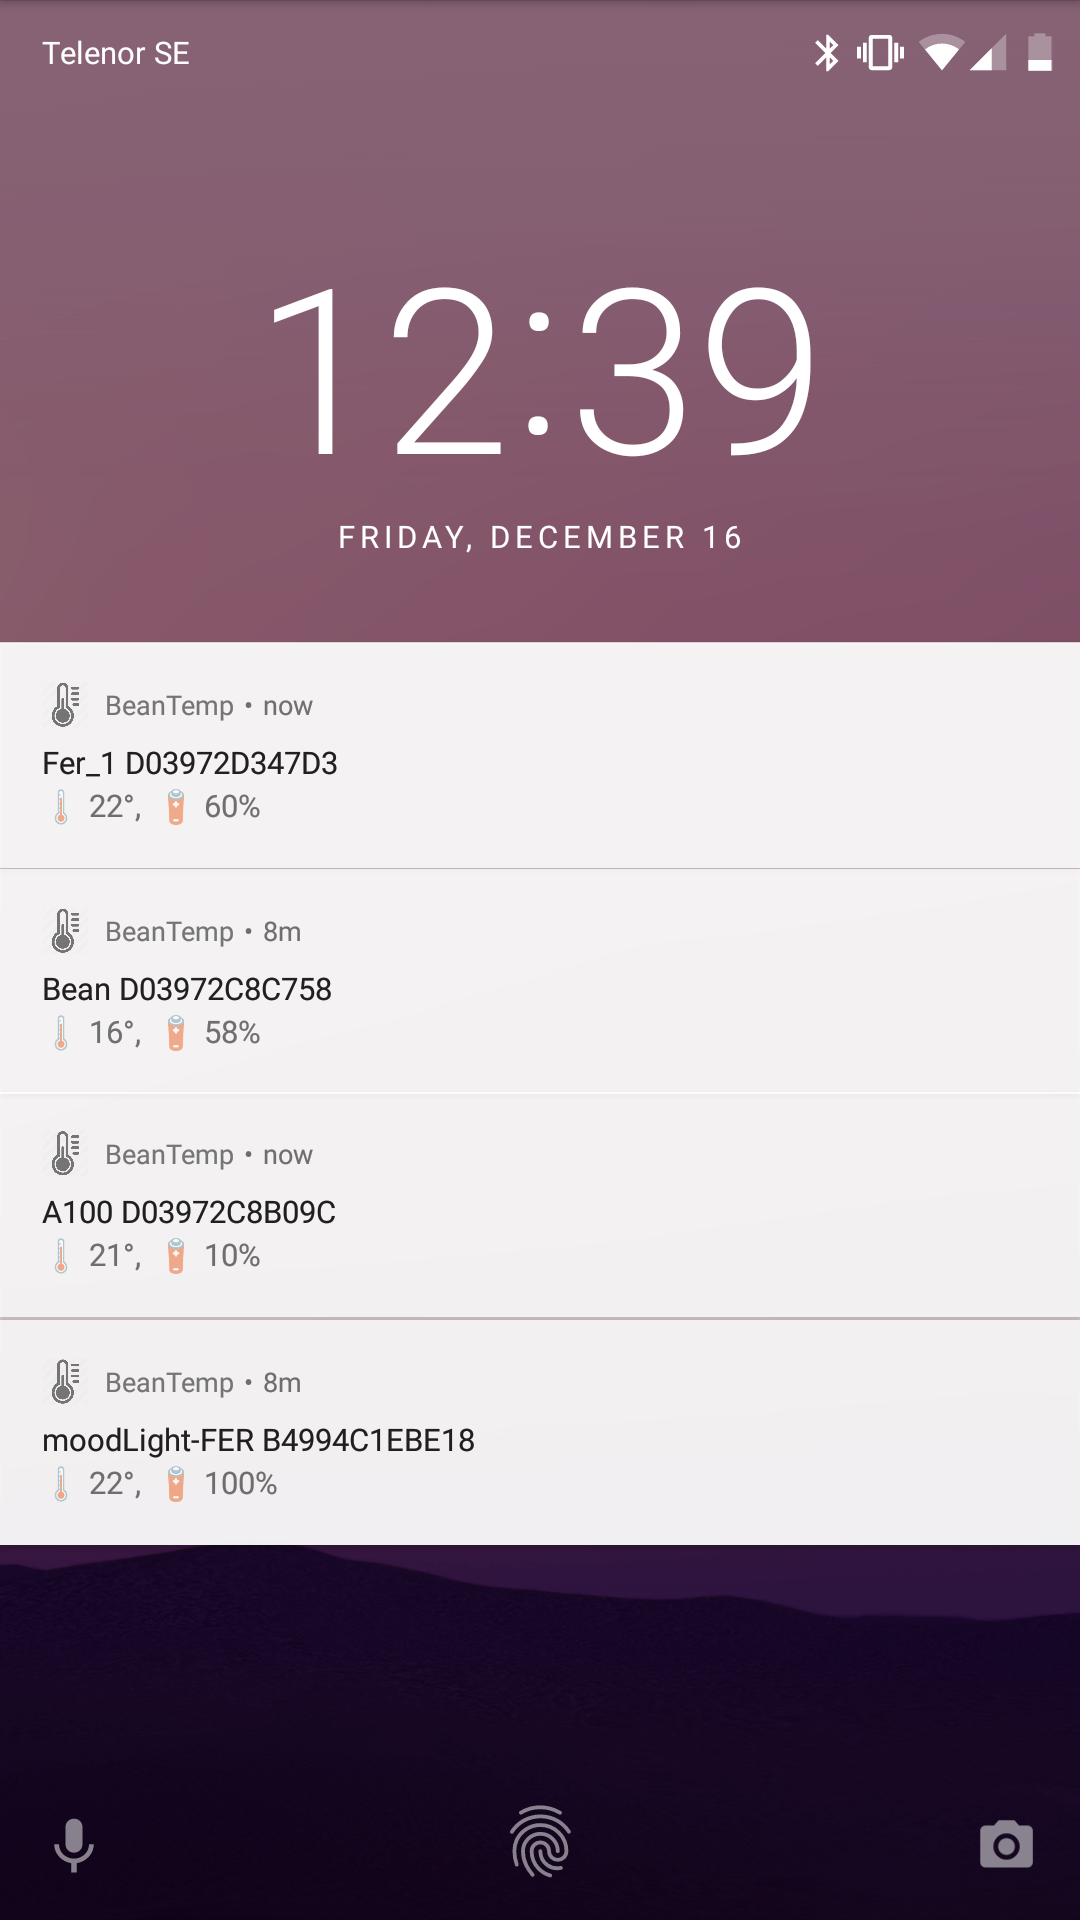 Telenor SE
12:39
FRIDAY, DECEMBER 16
BeanTemp • now
Fer_1 D03972D347D3
22°, 60%
BeanTemp • 8m
Bean D03972C8C758
16°, 58%
BeanTemp • now
A100 D03972C8B09C
21°, 10%
BeanTemp • 8m
moodLight-FER B4994C1EBE18
22°, 100%